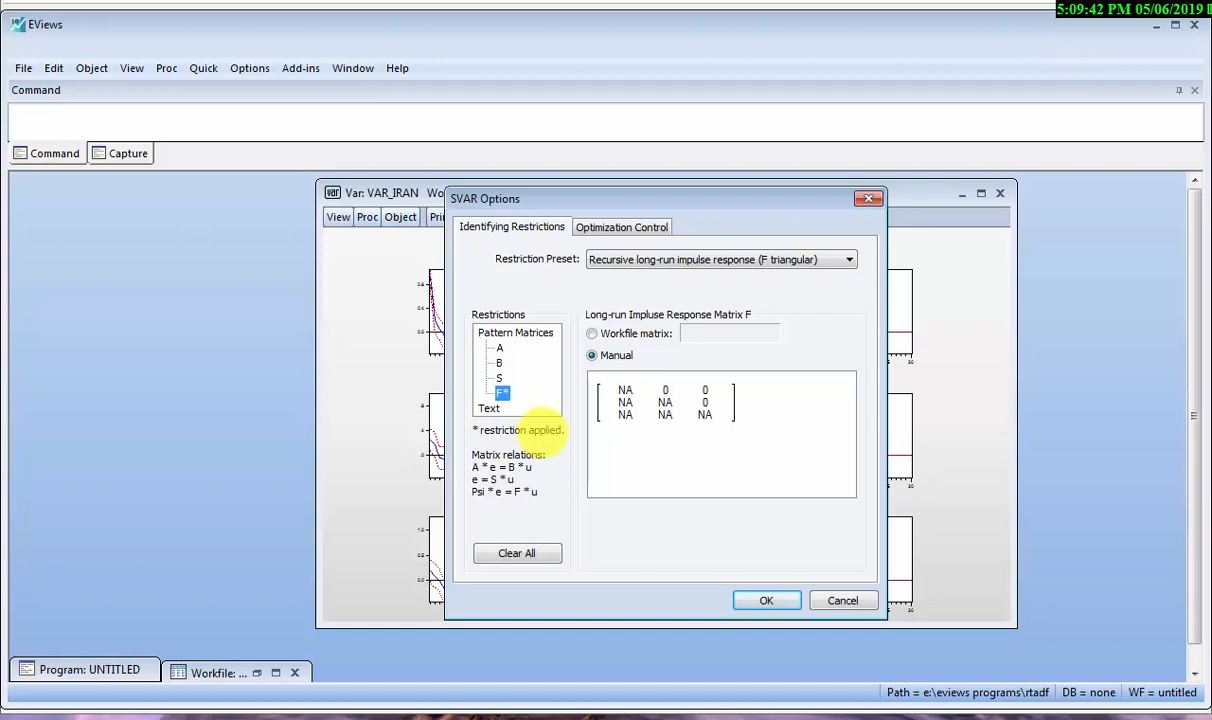 5:09:42 PM 05/06/2019
EViews
File Edit Object View Proc Quick Options Add-ins Window Help
Command
Command Capture
Var: VAR_IRAN Wo
View Proc Object Pri
SVAR Options
Identifying Restrictions Optimization Control
Restriction Preset: Recursive long-run impulse response (F triangular)
Restrictions
Pattern Matrices
A
B
S
F*
Text
* restriction applied.
Matrix relations:
A * e = B * u
e = S * u
Psi * e = F * u
Clear All
Long-run Impluse Response Matrix F
Workfile matrix:
Manual
NA 0 0
NA NA 0
NA NA NA
OK Cancel
Program: UNTITLED Workfile: ...
Path = e:\eviews programs\rtadf DB = none WF = untitled